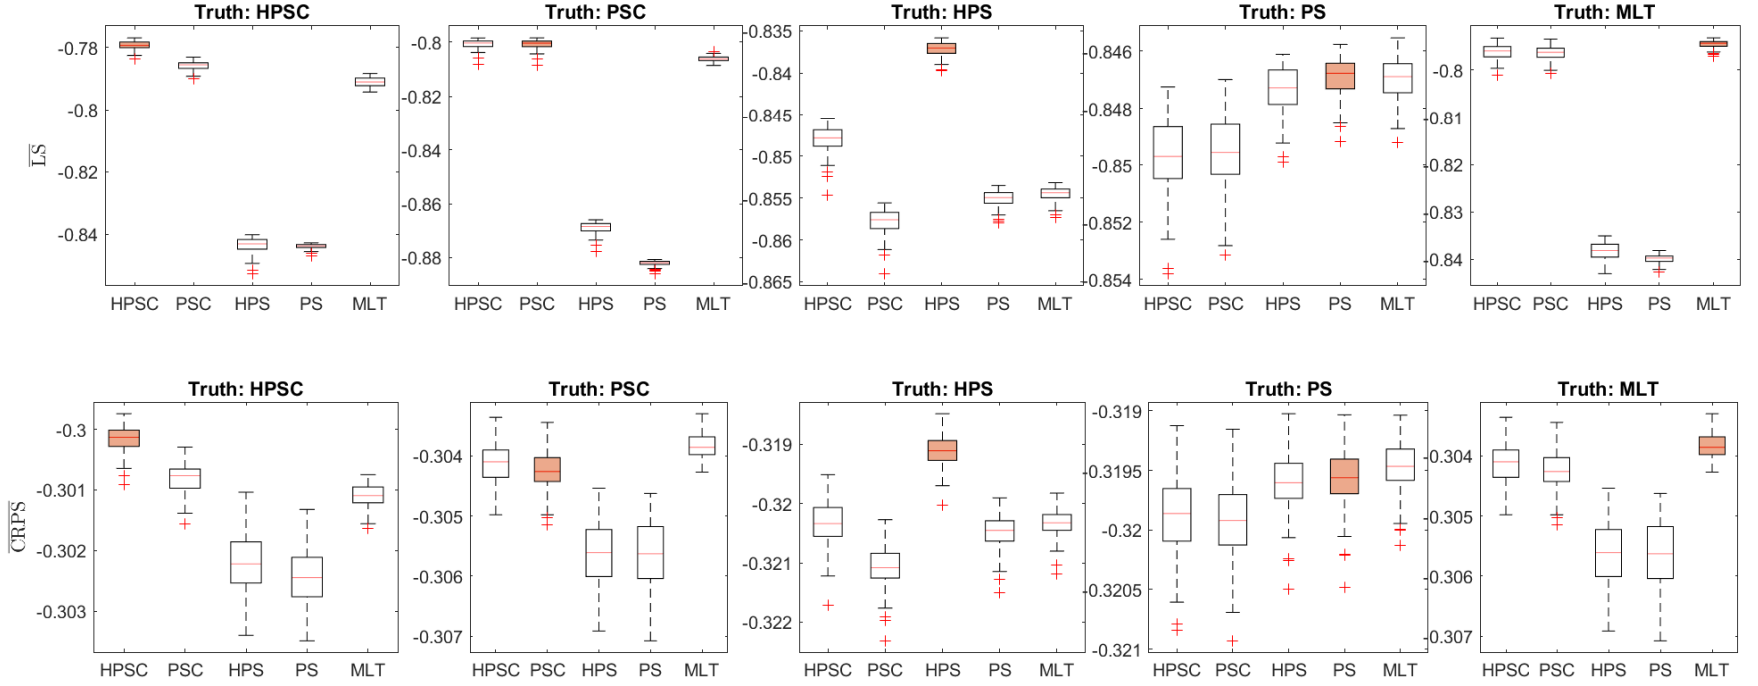 Truth: HPSC
Truth: PSC
Truth: HPS
Truth: PS
Truth: MLT
LS
-0.78
-0.8
-0.82
-0.84
HPSC PSC HPS PS MLT
-0.8
-0.82
-0.84
-0.86
-0.88
HPSC PSC HPS PS MLT
-0.835
-0.84
-0.845
-0.85
-0.855
-0.86
-0.865
HPSC PSC HPS PS MLT
-0.846
-0.848
-0.85
-0.852
-0.854
HPSC PSC HPS PS MLT
-0.8
-0.81
-0.82
-0.83
-0.84
HPSC PSC HPS PS MLT
Truth: HPSC
Truth: PSC
Truth: HPS
Truth: PS
Truth: MLT
CRPS
-0.3
-0.301
-0.302
-0.303
HPSC PSC HPS PS MLT
-0.304
-0.305
-0.306
-0.307
HPSC PSC HPS PS MLT
-0.319
-0.32
-0.321
-0.322
HPSC PSC HPS PS MLT
-0.319
-0.3195
-0.32
-0.3205
-0.321
HPSC PSC HPS PS MLT
-0.304
-0.305
-0.306
-0.307
HPSC PSC HPS PS MLT